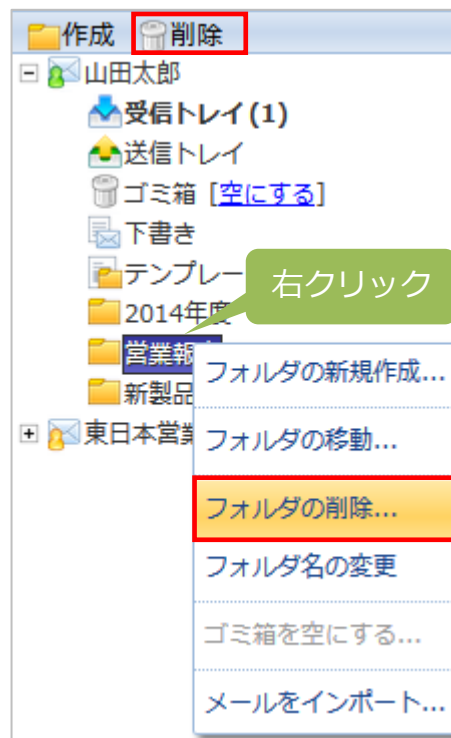 作成 削除
山田太郎
受信トレイ (1)
送信トレイ
ゴミ箱 [空にする]
下書き
テンプレー
右クリック
2014年度
営業報
新製品
東日本営業
フォルダの新規作成...
フォルダの移動...
フォルダの削除...
フォルダ名の変更
ゴミ箱を空にする...
メールをインポート...